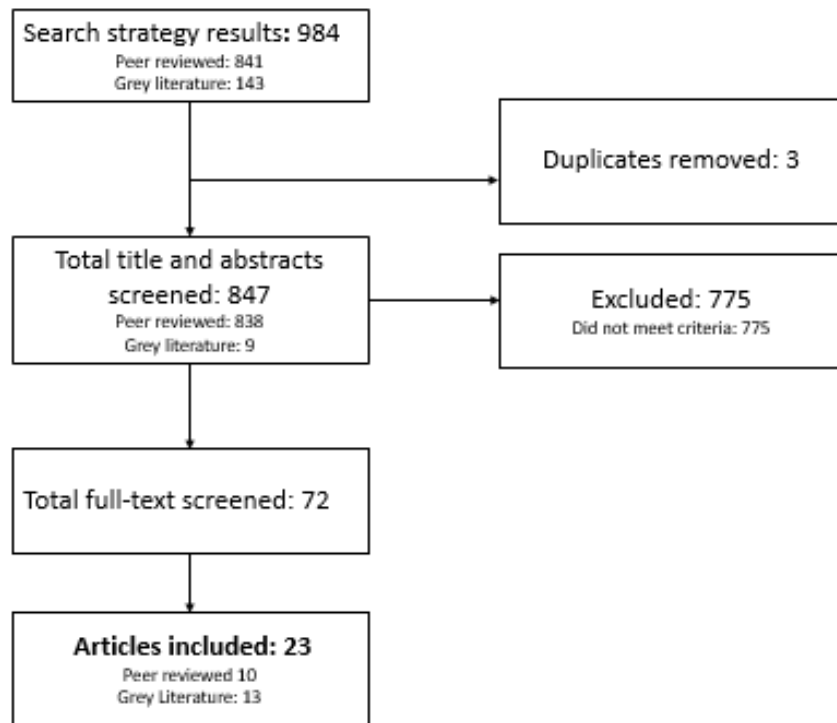 Search strategy results: 984
Peer reviewed: 841
Grey literature: 143
Duplicates removed: 3
Total title and abstracts
screened: 847
Peer reviewed: 838
Grey literature: 9
Excluded: 775
Did not meet criteria: 775
Total full-text screened: 72
Articles included: 23
Peer reviewed 10
Grey Literature: 13